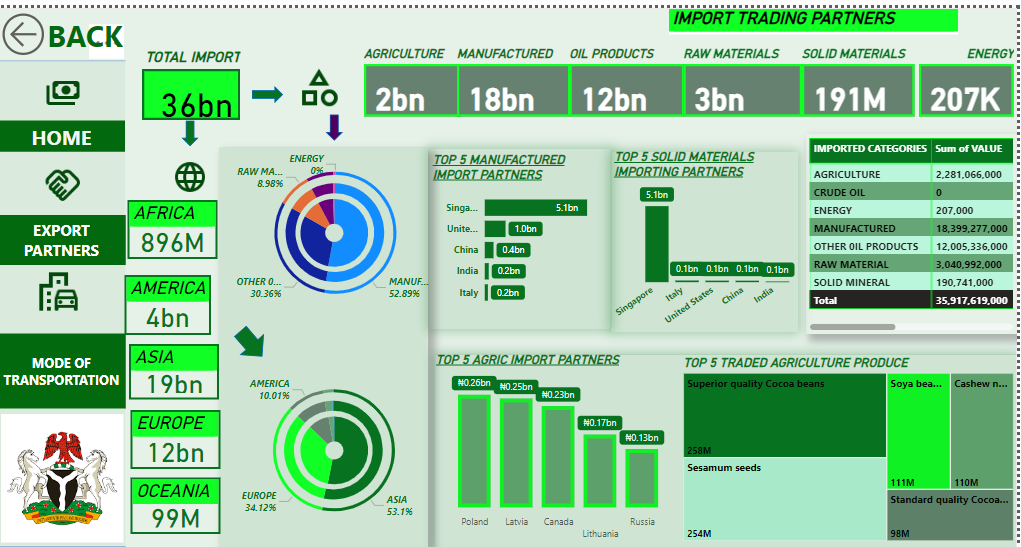 BACK
IMPORT TRADING PARTNERS
TOTAL IMPORT
36bn
AGRICULTURE
2bn
MANUFACTURED
18bn
OIL PRODUCTS
12bn
RAW MATERIALS
3bn
SOLID MATERIALS
191M
ENERGY
207K
HOME
EXPORT
PARTNERS
MODE OF
TRANSPORTATION
AFRICA
896M
AMERICA
4bn
ASIA
19bn
EUROPE
12bn
OCEANIA
99M
ENERGY
0%
RAW MA...
8.98%
OTHER 0...
30.36%
MANUF...
52.89%
AMERICA
10.01%
EUROPE
34.12%
ASIA
53.1%
TOP 5 MANUFACTURED
IMPORT PARTNERS
Singa...
5.1bn
Unite...
1.0bn
China
0.4bn
India
0.2bn
Italy
0.2bn
TOP 5 SOLID MATERIALS
IMPORTING PARTNERS
5.1bn
0.1bn
0.1bn
0.1bn
0.1bn
Singapore
Italy
United States
China
India
IMPORTED CATEGORIES Sum of VALUE
AGRICULTURE 2,281,066,000
CRUDE OIL 0
ENERGY 207,000
MANUFACTURED 18,399,277,000
OTHER 0IL PRODUCTS 12,005,336,000
RAW MATERIAL 3,040,992,000
SOLID MINERAL 190,741,000
Total 35,917,619,000
TOP 5 AGRIC IMPORT PARTNERS
₦0.26bn
₦0.25bn
₦0.23bn
₦0.17bn
₦0.13bn
Poland
Latvia
Canada
Lithuania
Russia
TOP 5 TRADED AGRICULTURE PRODUCE
Superior quality Cocoa beans
258M
Sesamum seeds
254M
Soya bea...
111M
Cashew n...
110M
Standard quality Cocoa...
98M